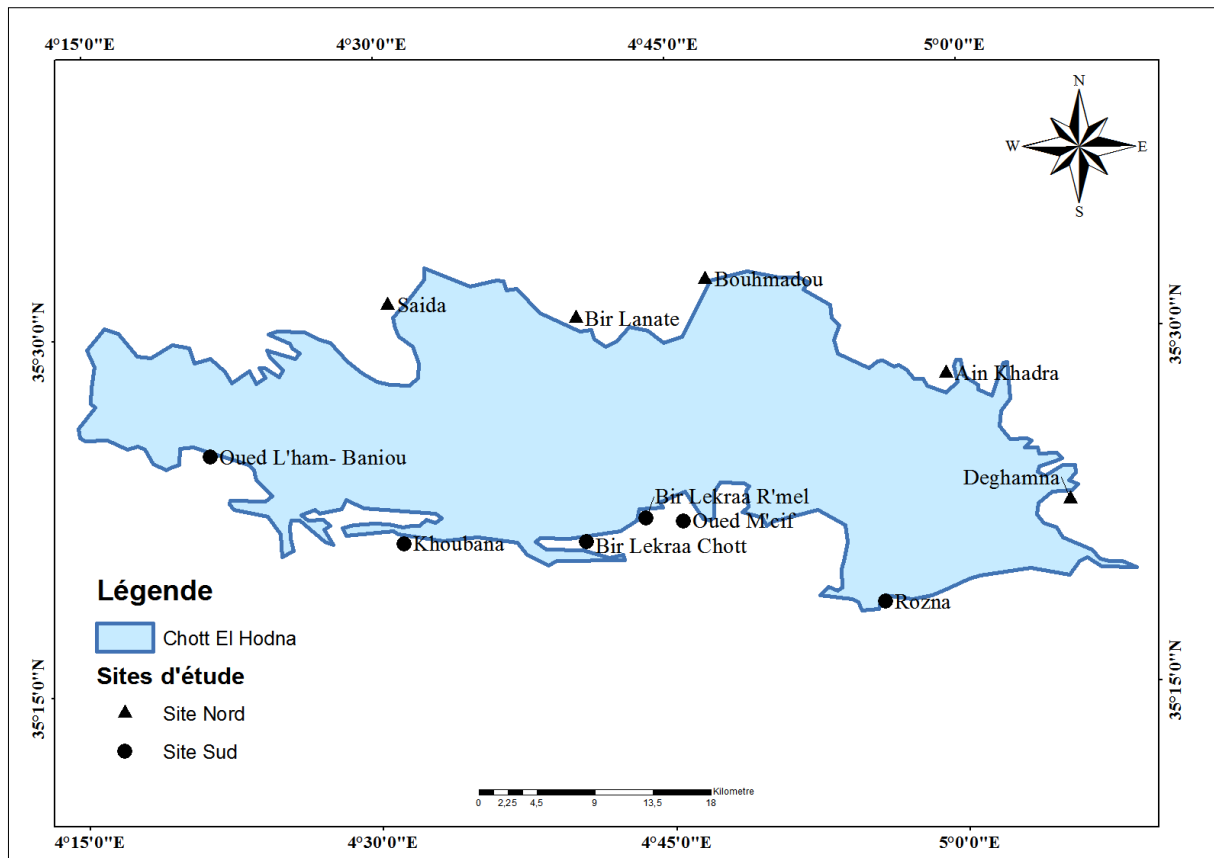 4°15'0"E 4°30'0"E 4°45'0"E 5°0'0"E
N
W E
S
Bouhmadou
Saida
Bir Lanate
35°30'0"N 35°30'0"N
Ain Khadra
Oued L'ham- Baniou
Deghamna
Bir Lekraa R'mel
Oued M'cif
Khoubana
Bir Lekraa Chott
Rozna
Légende
Chott El Hodna
Sites d'étude
Site Nord
Site Sud
35°15'0"N 35°15'0"N
Kilometre
0 2,25 4,5 9 13,5 18
4°15'0"E 4°30'0"E 4°45'0"E 5°0'0"E